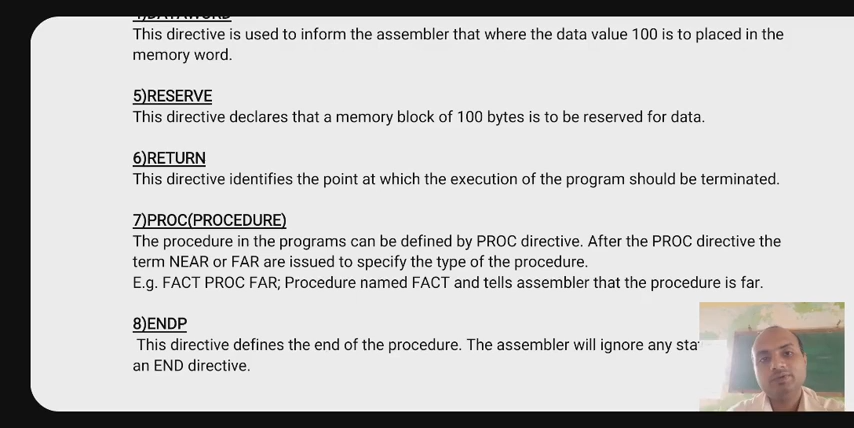 4)DATAWORD
This directive is used to inform the assembler that where the data value 100 is to placed in the
memory word.
5)RESERVE
This directive declares that a memory block of 100 bytes is to be reserved for data.
6)RETURN
This directive identifies the point at which the execution of the program should be terminated.
7)PROC(PROCEDURE)
The procedure in the programs can be defined by PROC directive. After the PROC directive the
term NEAR or FAR are issued to specify the type of the procedure.
E.g. FACT PROC FAR; Procedure named FACT and tells assembler that the procedure is far.
8)ENDP
This directive defines the end of the procedure. The assembler will ignore any
an END directive.